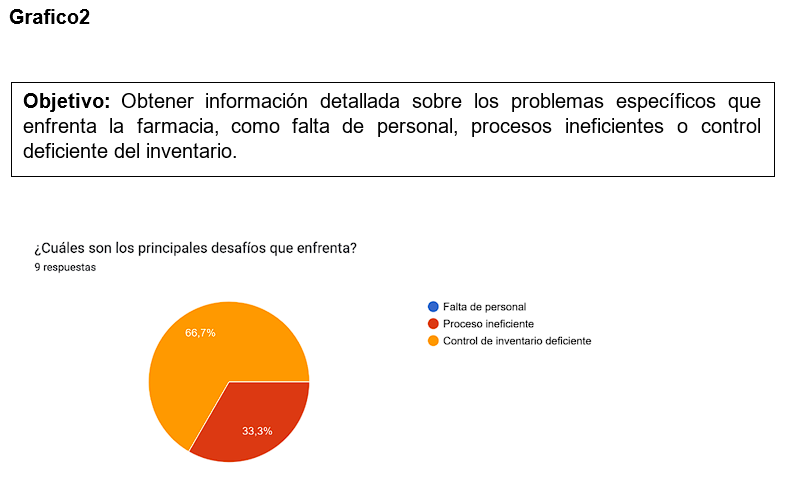 Grafico2
Objetivo: Obtener información detallada sobre los problemas específicos que
enfrenta la farmacia, como falta de personal, procesos ineficientes o control
deficiente del inventario.
¿Cuáles son los principales desafíos que enfrenta?
9 respuestas
66,7%
33,3%
Falta de personal
Proceso ineficiente
Control de inventario deficiente